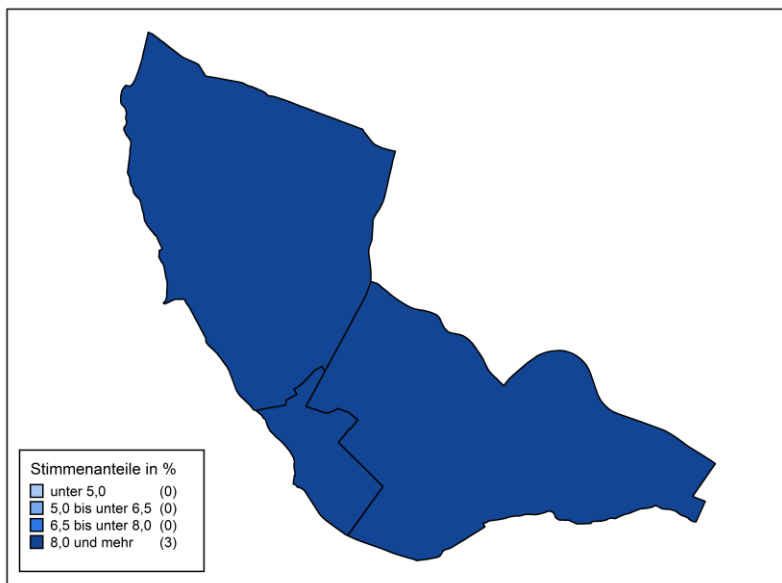 Stimmenanteile in %
unter 5,0 (0)
5,0 bis unter 6,5 (0)
6,5 bis unter 8,0 (0)
8,0 und mehr (3)